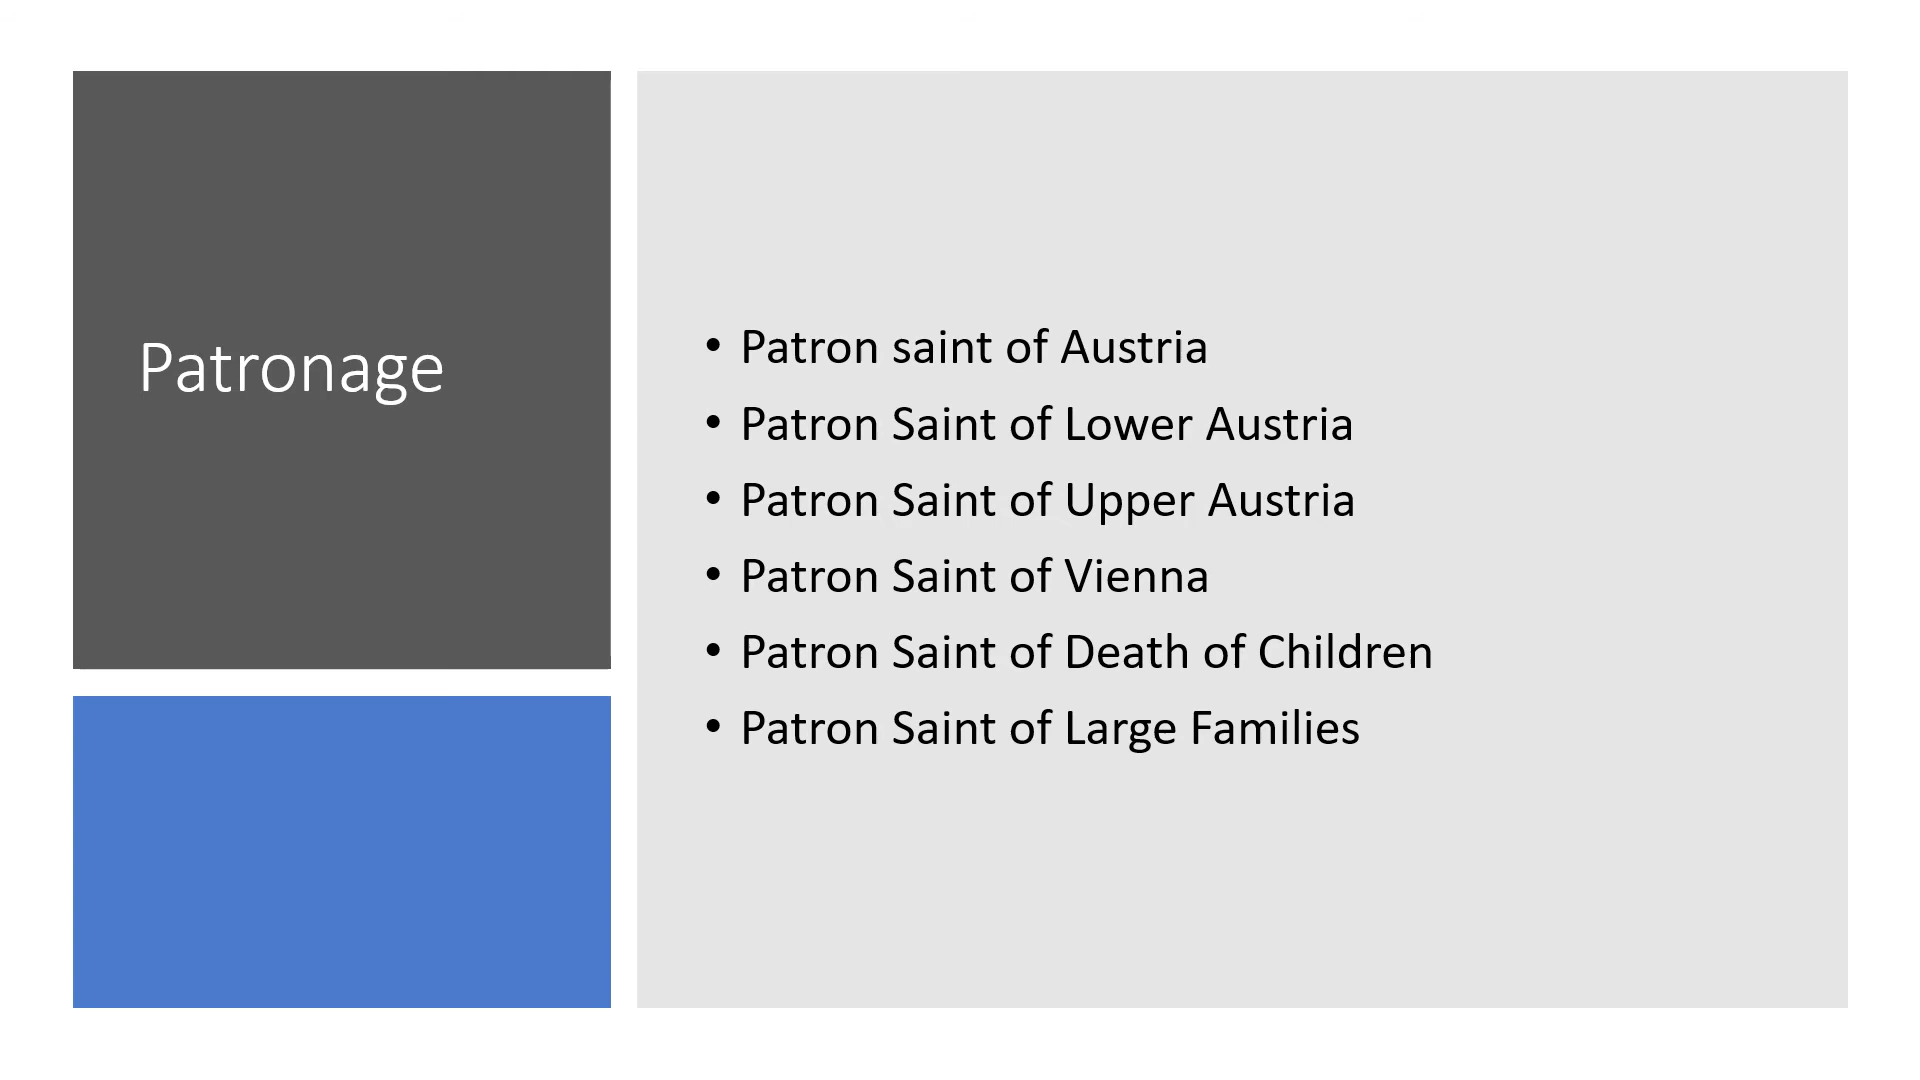 Patronage
• Patron saint of Austria
• Patron Saint of Lower Austria
• Patron Saint of Upper Austria
• Patron Saint of Vienna
• Patron Saint of Death of Children
• Patron Saint of Large Families